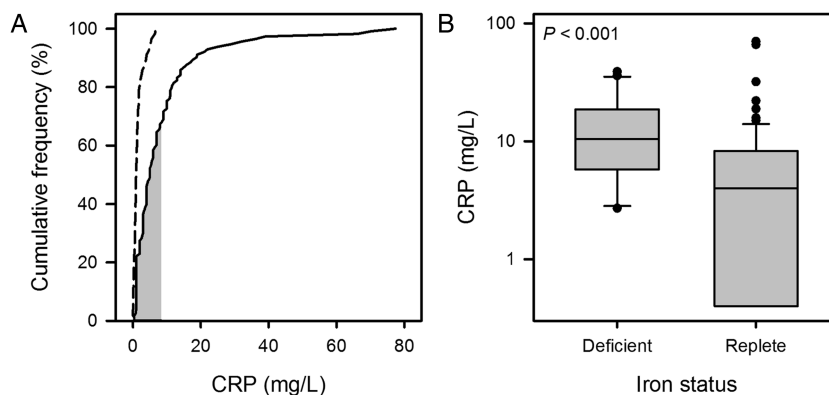 A
Cumulative frequency (%)
100
80
60
40
20
0
0 20 40 60 80
CRP (mg/L)
B
P < 0.001
CRP (mg/L)
100
10
1
Deficient Replete
Iron status